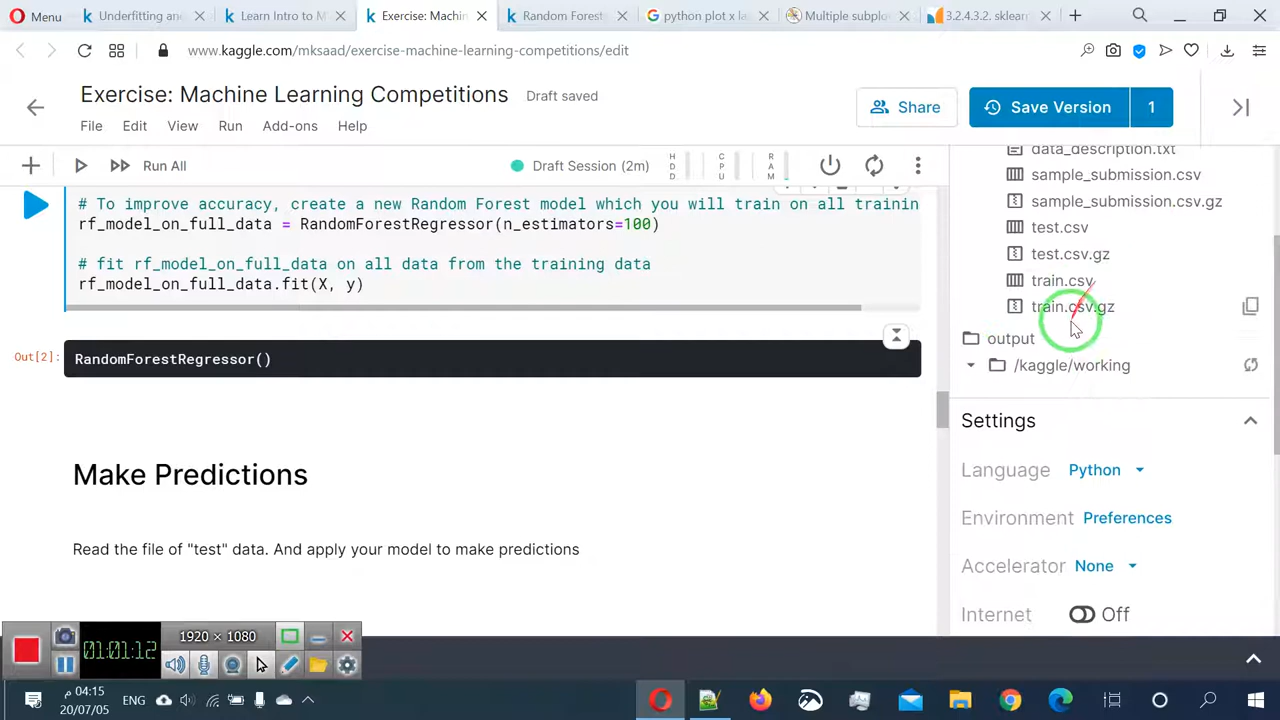 Menu
Underfitting and
Learn Intro to M
Exercise: Machin
Random Forest
python plot x la
Multiple subplo
3.2.4.3.2. sklearn
www.kaggle.com/mksaad/exercise-machine-learning-competitions/edit
Exercise: Machine Learning Competitions
Draft saved
Share
Save Version
1
File
Edit
View
Run
Add-ons
Help
Run All
Draft Session (2m)
HDD
CPU
RAM
# To improve accuracy, create a new Random Forest model which you will train on all trainin
rf_model_on_full_data = RandomForestRegressor(n_estimators=100)
# fit rf_model_on_full_data on all data from the training data
rf_model_on_full_data.fit(X, y)
Out[2]:
RandomForestRegressor()
Make Predictions
Read the file of "test" data. And apply your model to make predictions
data_description.txt
sample_submission.csv
sample_submission.csv.gz
test.csv
test.csv.gz
train.csv
train.csv.gz
output
/kaggle/working
Settings
Language
Python
Environment
Preferences
Accelerator
None
Internet
Off
1920 × 1080
01:01:12
04:15 م
20/07/05
ENG